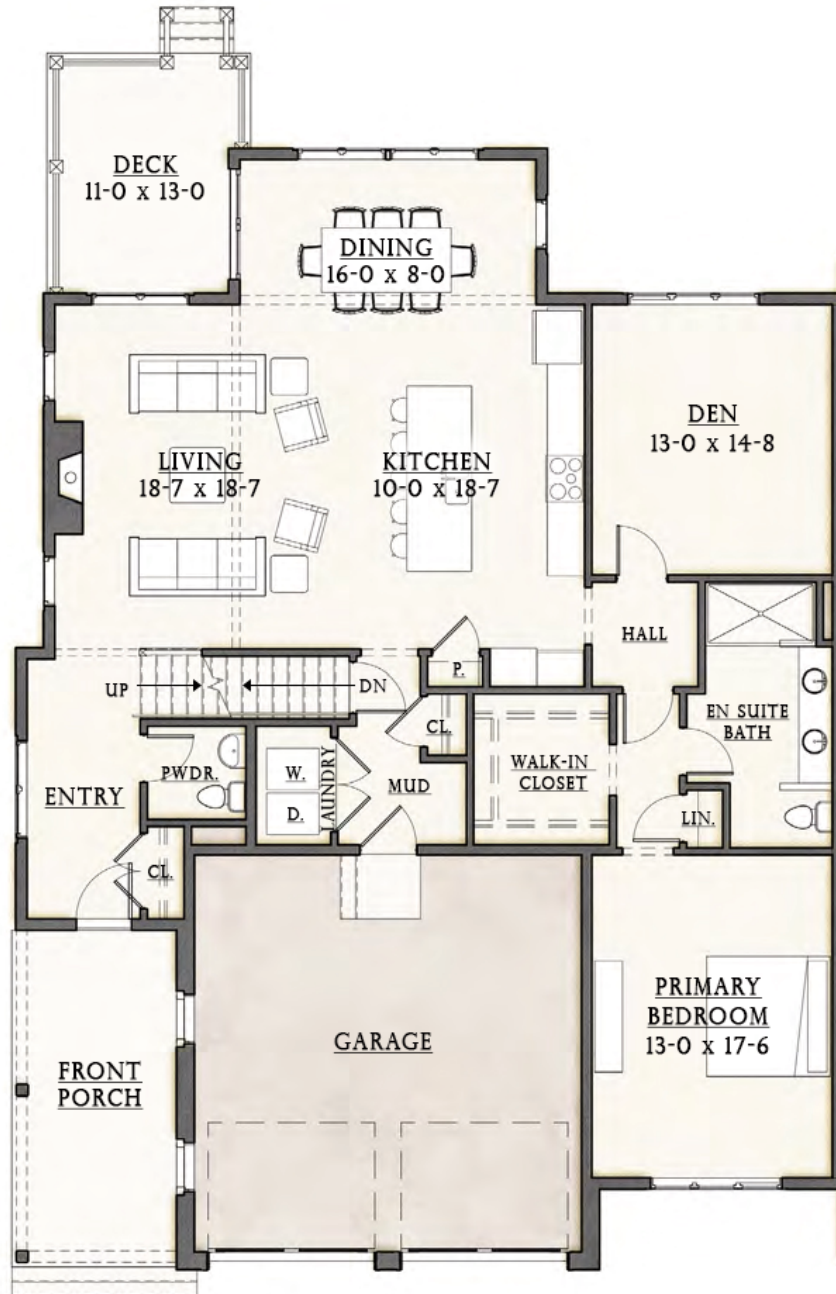 DECK
11-0 x 13-0
DINING
16-0 x 8-0
DEN
13-0 x 14-8
LIVING
18-7 x 18-7
KITCHEN
10-0 x 18-7
HALL
P.
UP
DN
EN SUITE
BATH
CL.
PWDR.
W.
D.
LAUNDRY
MUD
WALK-IN
CLOSET
ENTRY
LIN.
CL.
PRIMARY
BEDROOM
13-0 x 17-6
GARAGE
FRONT
PORCH